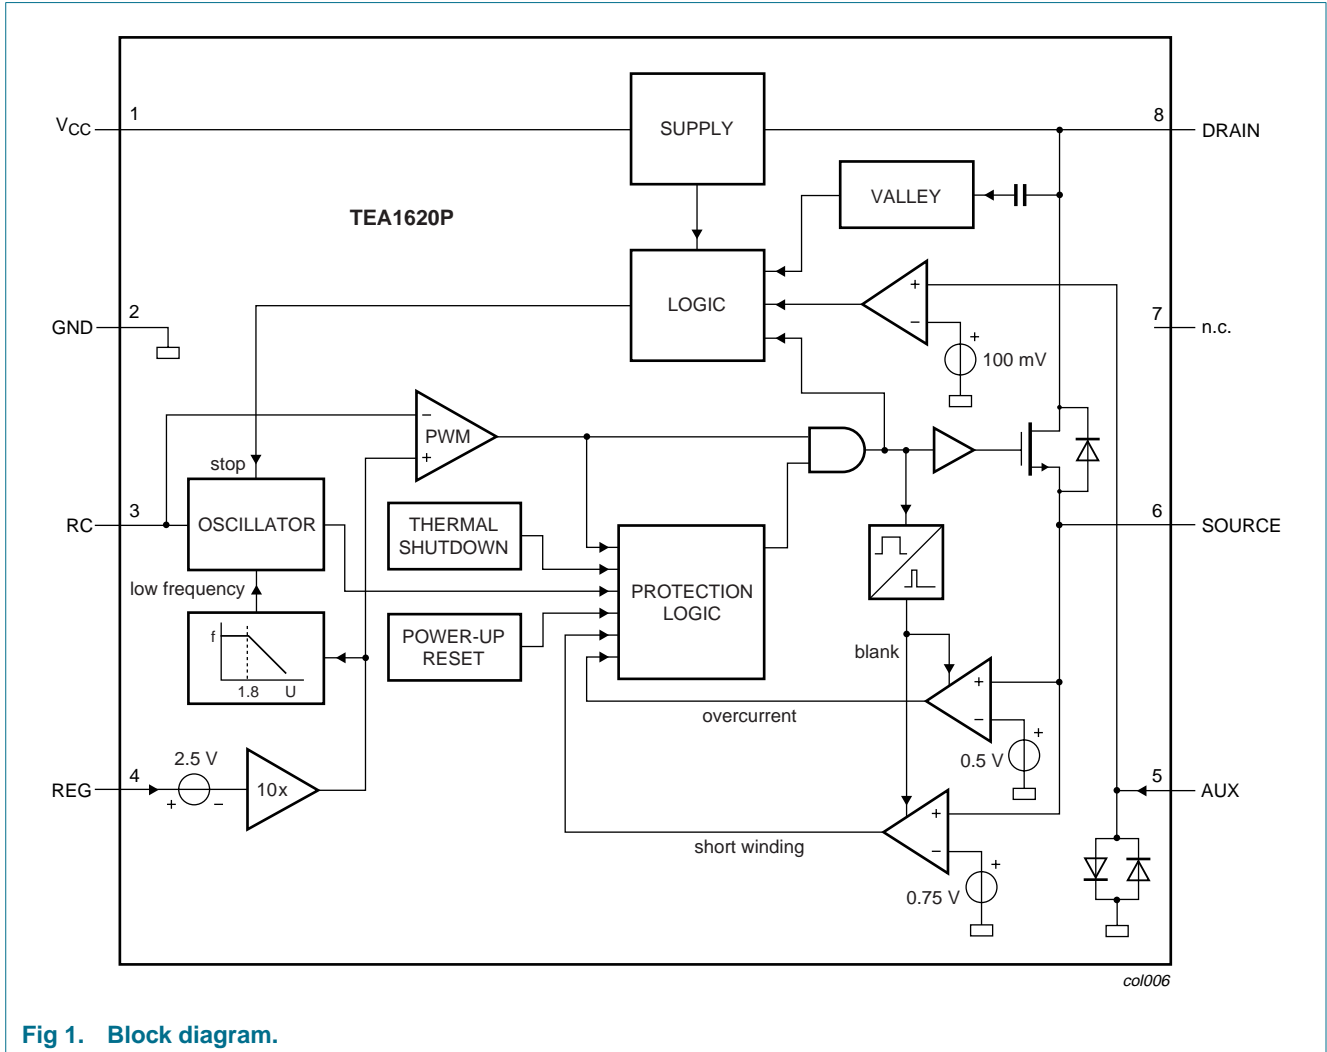 1
8
VCC
SUPPLY
DRAIN
VALLEY
TEA1620P
2
LOGIC
+
−
+
7
GND
n.c.
100 mV
−
PWM
+
stop
3
6
RC
OSCILLATOR
THERMAL
SHUTDOWN
SOURCE
low frequency
PROTECTION
LOGIC
f
1.8
U
POWER-UP
RESET
blank
+
−
overcurrent
+
0.5 V
2.5 V
4
+
−
10x
REG
5
AUX
+
−
short winding
+
0.75 V
col006
Fig 1. Block diagram.